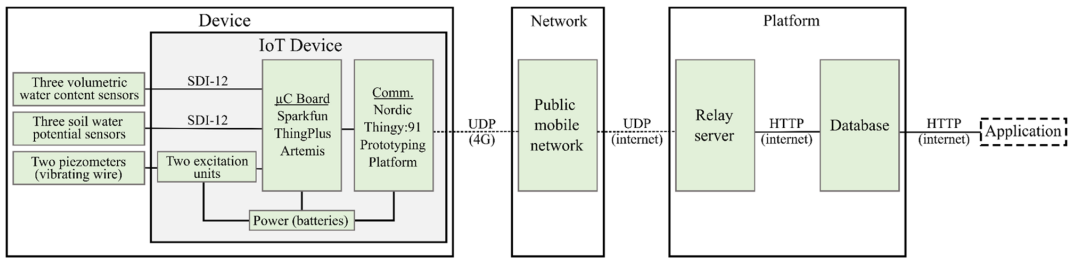 Device
Network
Platform
IoT Device
Three volumetric
water content sensors
SDI-12
Three soil water
potential sensors
SDI-12
Two piezometers
(vibrating wire)
Two excitation
units
µC Board
Sparkfun
ThingPlus
Artemis
Comm.
Nordic
Thingy:91
Prototyping
Platform
Power (batteries)
UDP
(4G)
Public
mobile
network
UDP
(internet)
Relay
server
HTTP
(internet)
Database
HTTP
(internet)
Application